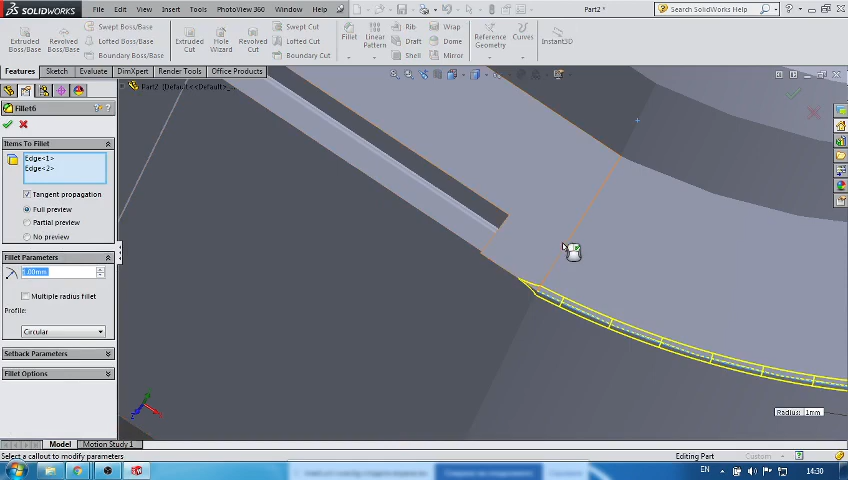 SOLIDWORKS
File Edit View Insert Tools PhotoView 360 Window Help
Part2 *
Search SolidWorks Help
Extruded Boss/Base
Revolved Boss/Base
Swept Boss/Base
Lofted Boss/Base
Boundary Boss/Base
Extruded Cut
Hole Wizard
Revolved Cut
Swept Cut
Lofted Cut
Boundary Cut
Fillet
Linear Pattern
Rib
Draft
Shell
Wrap
Dome
Mirror
Reference Geometry
Curves
Instant3D
Features Sketch Evaluate DimXpert Render Tools Office Products
Part2 (Default<<Default>_...
Fillet6
Items To Fillet
Edge<1>
Edge<2>
Tangent propagation
Full preview
Partial preview
No preview
Fillet Parameters
1.00mm
Multiple radius fillet
Profile:
Circular
Setback Parameters
Fillet Options
Radius: 1mm
Model Motion Study 1
Select a callout to modify parameters
Editing Part
Custom
EN
14:30